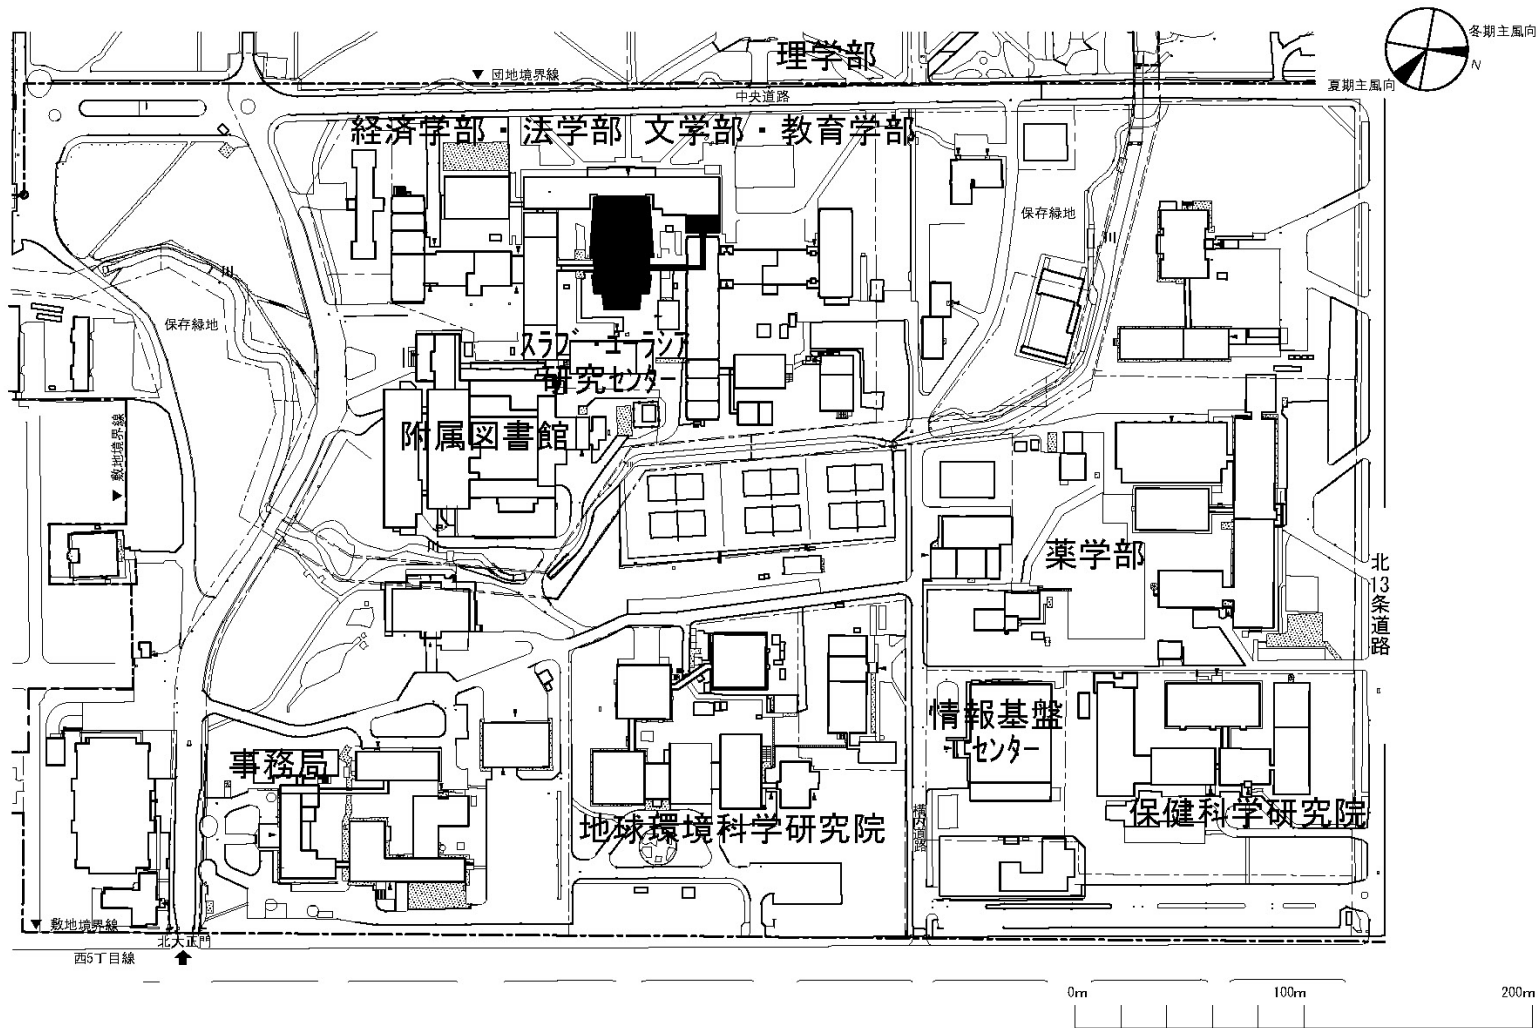 冬期主風向
N
夏期主風向
理学部
▼ 団地境界線
中央道路
経済学部・法学部 文学部・教育学部
保存緑地
保存緑地
スラブ・ユーラシア
研究センター
附属図書館
▼ 敷地境界線
薬学部
北13条道路
情報基盤
センター
事務局
地球環境科学研究院
構内道路
保健科学研究院
▼ 敷地境界線
北大正門
西5丁目線
0m 100m 200m